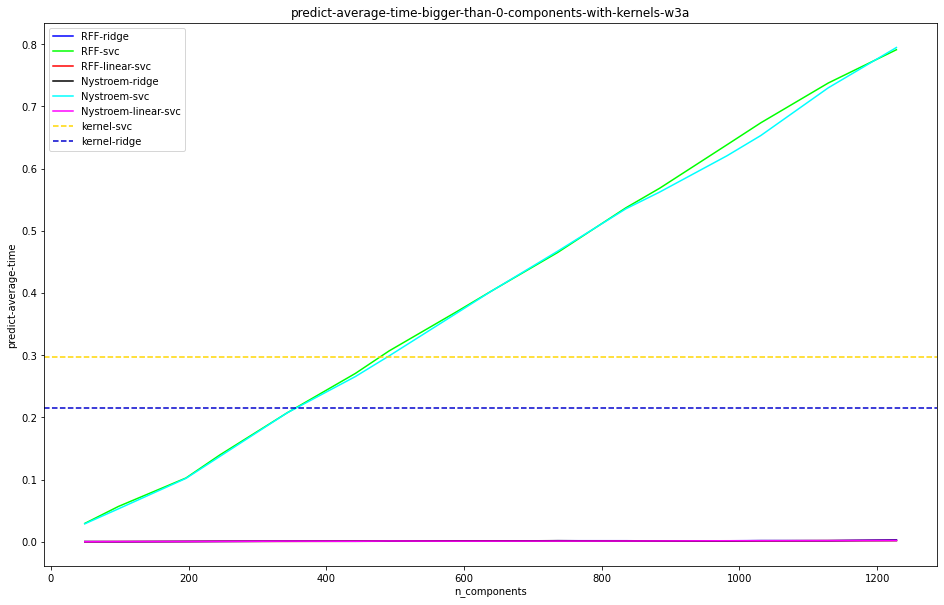 predict-average-time-bigger-than-0-components-with-kernels-w3a
RFF-ridge
RFF-svc
RFF-linear-svc
Nystroem-ridge
Nystroem-svc
Nystroem-linear-svc
kernel-svc
kernel-ridge
predict-average-time
0.8
0.7
0.6
0.5
0.4
0.3
0.2
0.1
0.0
0 200 400 600 800 1000 1200
n_components